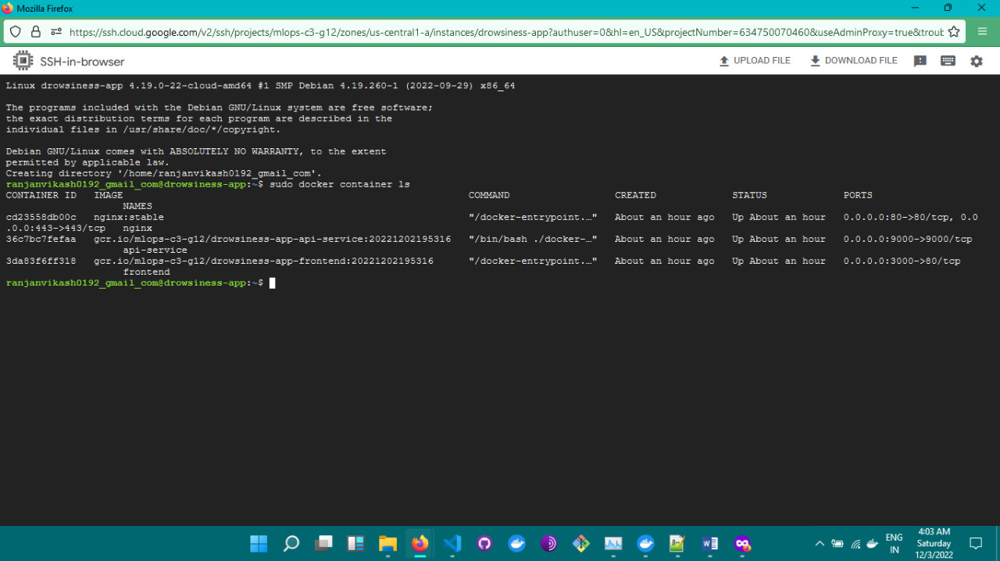 Mozilla Firefox
https://ssh.cloud.google.com/v2/ssh/projects/mlops-c3-g12/zones/us-central1-a/instances/drowsiness-app?authuser=0&hl=en_US&projectNumber=634750070460&useAdminProxy=true&troub
SSH-in-browser
UPLOAD FILE
DOWNLOAD FILE
Linux drowsiness-app 4.19.0-22-cloud-amd64 #1 SMP Debian 4.19.260-1 (2022-09-29) x86_64
The programs included with the Debian GNU/Linux system are free software;
the exact distribution terms for each program are described in the
individual files in /usr/share/doc/*/copyright.
Debian GNU/Linux comes with ABSOLUTELY NO WARRANTY, to the extent
permitted by applicable law.
Creating directory '/home/ranjanvikash0192_gmail_com'.
ranjanvikash0192_gmail_com@drowsiness-app:~$ sudo docker container ls
CONTAINER ID   IMAGE                                                           COMMAND                  CREATED             STATUS             PORTS
NAMES
cd23558db00c   nginx:stable                                                    "/docker-entrypoint.…"   About an hour ago   Up About an hour   0.0.0.0:80->80/tcp, 0.0
.0.0:443->443/tcp   nginx
36c7bc7fefaa   gcr.io/mlops-c3-g12/drowsiness-app-api-service:20221202195316   "/bin/bash ./docker-…"   About an hour ago   Up About an hour   0.0.0.0:9000->9000/tcp
api-service
3da83f6ff318   gcr.io/mlops-c3-g12/drowsiness-app-frontend:20221202195316      "/docker-entrypoint.…"   About an hour ago   Up About an hour   0.0.0.0:3000->80/tcp
frontend
ranjanvikash0192_gmail_com@drowsiness-app:~$
ENG
IN
4:03 AM
Saturday
12/3/2022